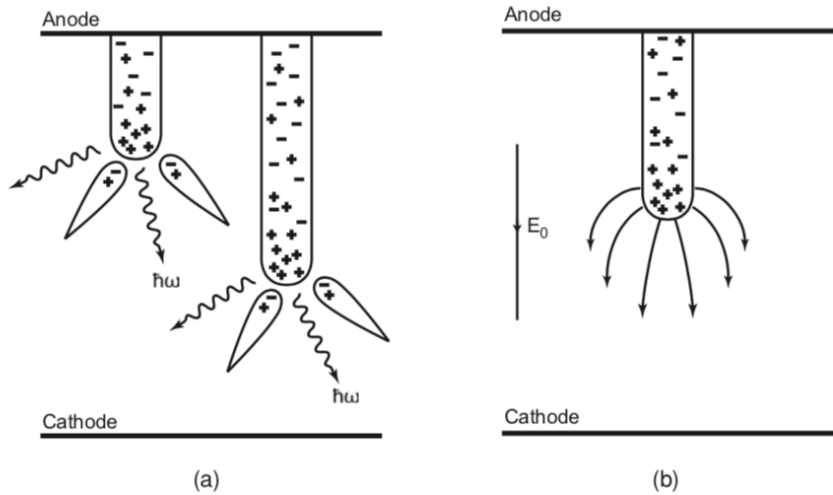 Anode
ħω
ħω
Cathode
(a)
Anode
E₀
Cathode
(b)